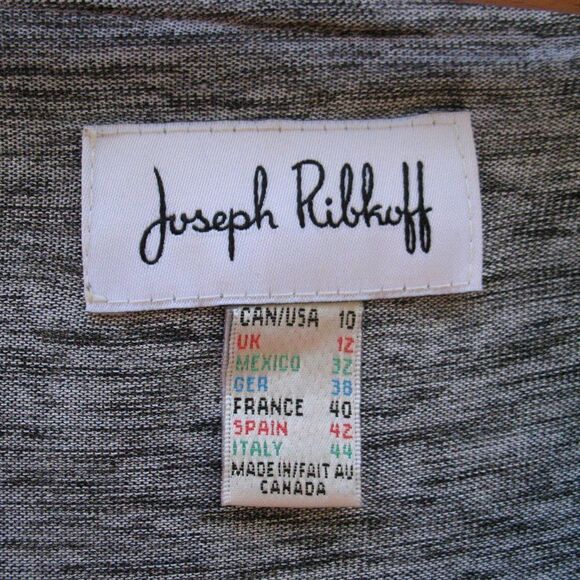 Joseph Ribkoff
CAN/USA 10
UK 12
MEXICO 32
GER 38
FRANCE 40
SPAIN 42
ITALY 44
MADE IN/FAIT AU
CANADA